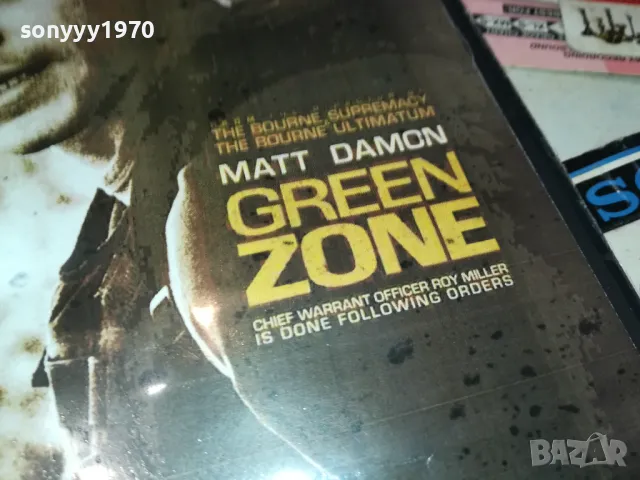 sonyyy1970
THE BOURNE SUPREMACY
THE BOURNE ULTIMATUM
MATT DAMON
GREEN
ZONE
CHIEF WARRANT OFFICER ROY MILLER
IS DONE FOLLOWING ORDERS
BAZAR